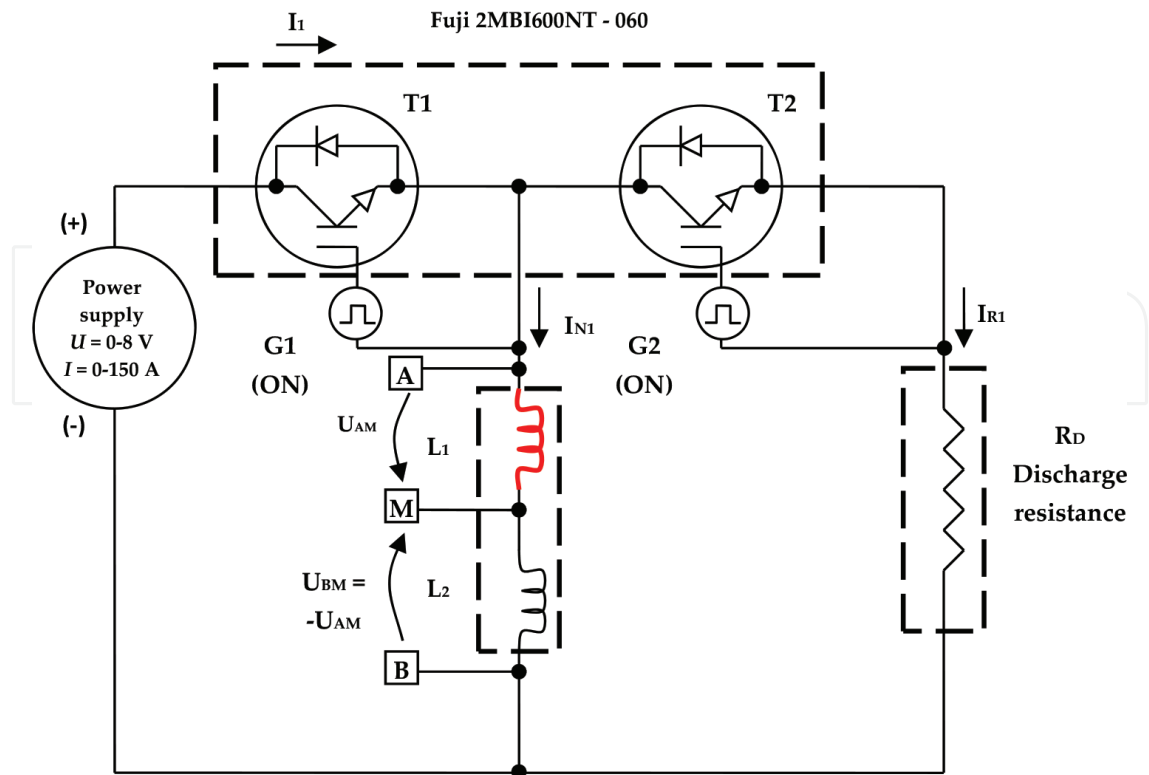 Fuji 2MBI600NT - 060
I1
T1
T2
(+)
Power
supply
U = 0-8 V
I = 0-150 A
(-)
G1
(ON)
IN1
G2
(ON)
IR1
A
UAM
L1
M
UBM =
-UAM
L2
B
RD
Discharge
resistance